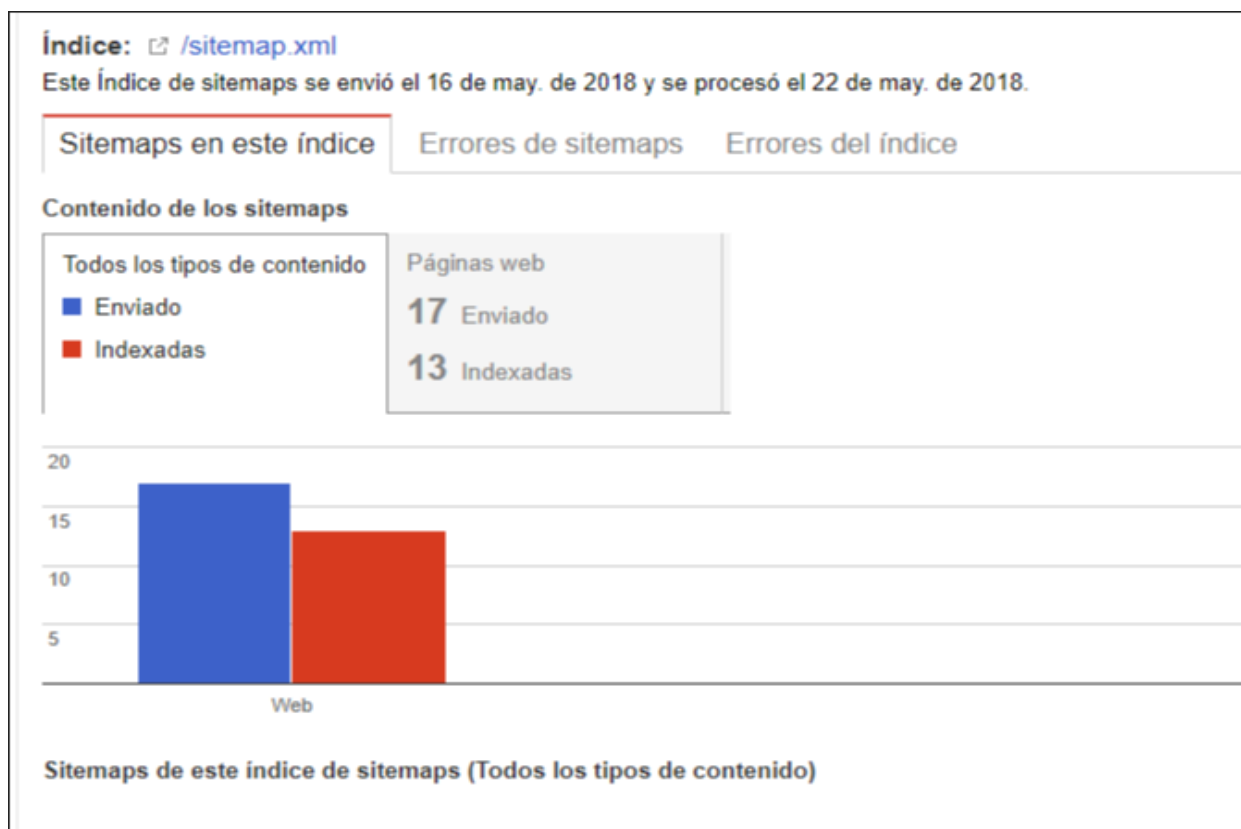 Índice: /sitemap.xml
Este Índice de sitemaps se envió el 16 de may. de 2018 y se procesó el 22 de may. de 2018.
Sitemaps en este índice Errores de sitemaps Errores del índice
Contenido de los sitemaps
Todos los tipos de contenido
Enviado
Indexadas
Páginas web
17 Enviado
13 Indexadas
20
15
10
5
Web
Sitemaps de este índice de sitemaps (Todos los tipos de contenido)